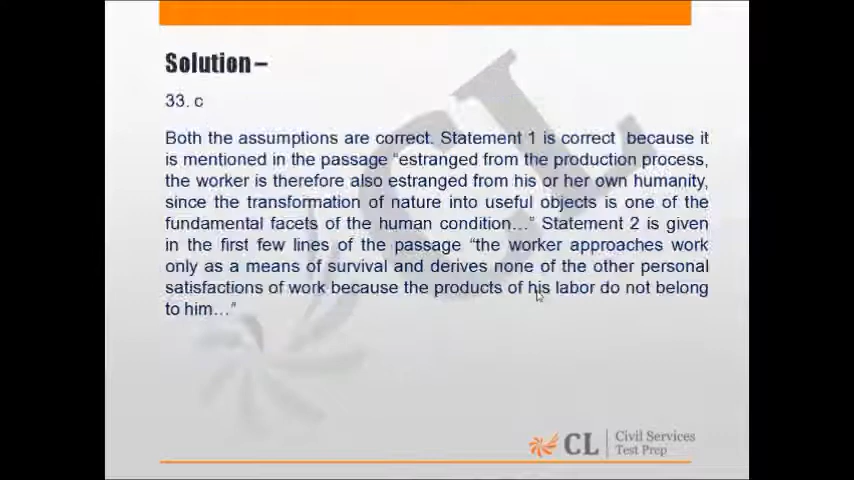 Solution –
33. c
Both the assumptions are correct. Statement 1 is correct because it
is mentioned in the passage “estranged from the production process,
the worker is therefore also estranged from his or her own humanity,
since the transformation of nature into useful objects is one of the
fundamental facets of the human condition…” Statement 2 is given
in the first few lines of the passage “the worker approaches work
only as a means of survival and derives none of the other personal
satisfactions of work because the products of his labor do not belong
to him…”
CL
CL
Civil Services
Test Prep